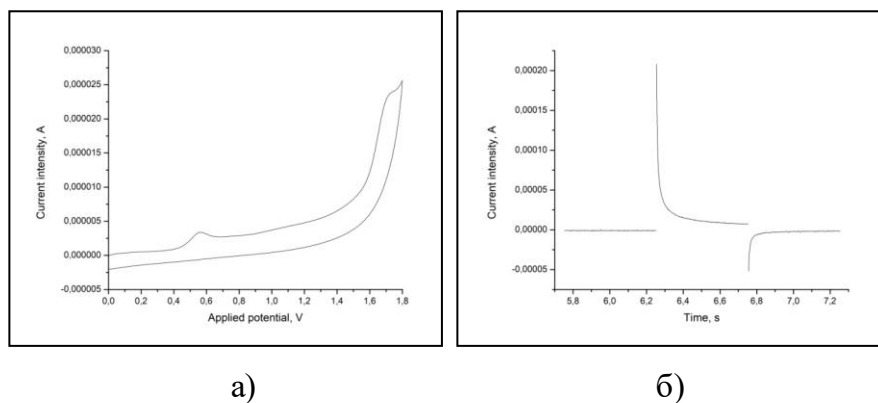 0,000030
0,000025
0,000020
0,000015
0,000010
0,000005
0,000000
-0,000005
Current intensity, A
0,0 0,2 0,4 0,6 0,8 1,0 1,2 1,4 1,6 1,8
Applied potential, V
0,00020
0,00015
0,00010
0,00005
0,00000
-0,00005
Current intensity, A
5,8 6,0 6,2 6,4 6,6 6,8 7,0 7,2
Time, s
а)
б)